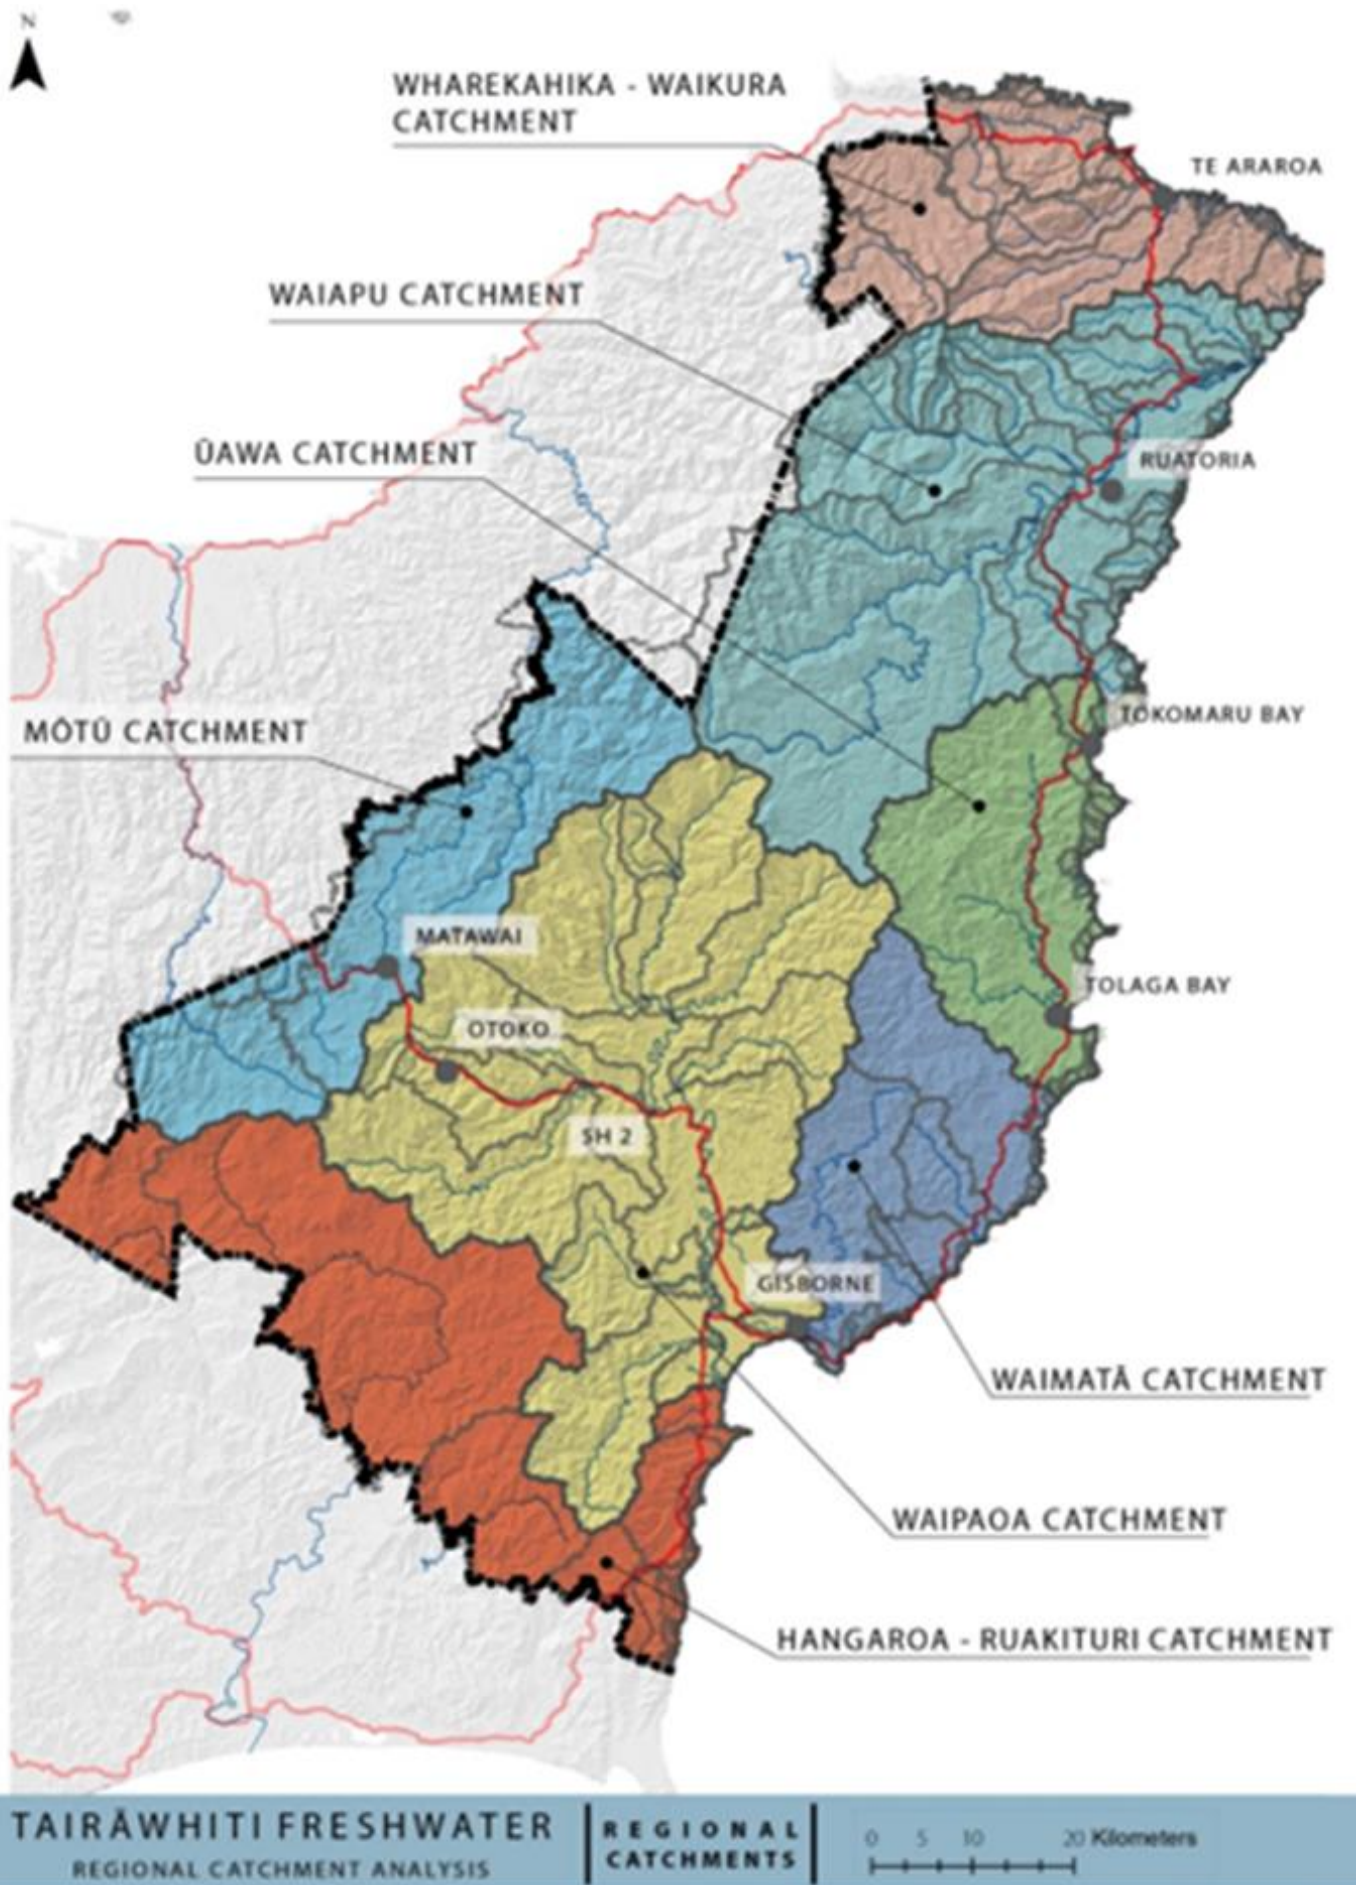 N
WHAREKAHIKA - WAIKURA
CATCHMENT
TE ARAROA
WAIAPU CATCHMENT
ŪAWA CATCHMENT
RUATORIA
MŌTŪ CATCHMENT
TOKOMARU BAY
MATAWAI
TOLAGA BAY
OTOKO
SH 2
GISBORNE
WAIMATĀ CATCHMENT
WAIPAOA CATCHMENT
HANGAROA - RUAKITURI CATCHMENT
TAIRĀWHITI FRESHWATER
REGIONAL CATCHMENT ANALYSIS
REGIONAL
CATCHMENTS
0 5 10 20 Kilometers